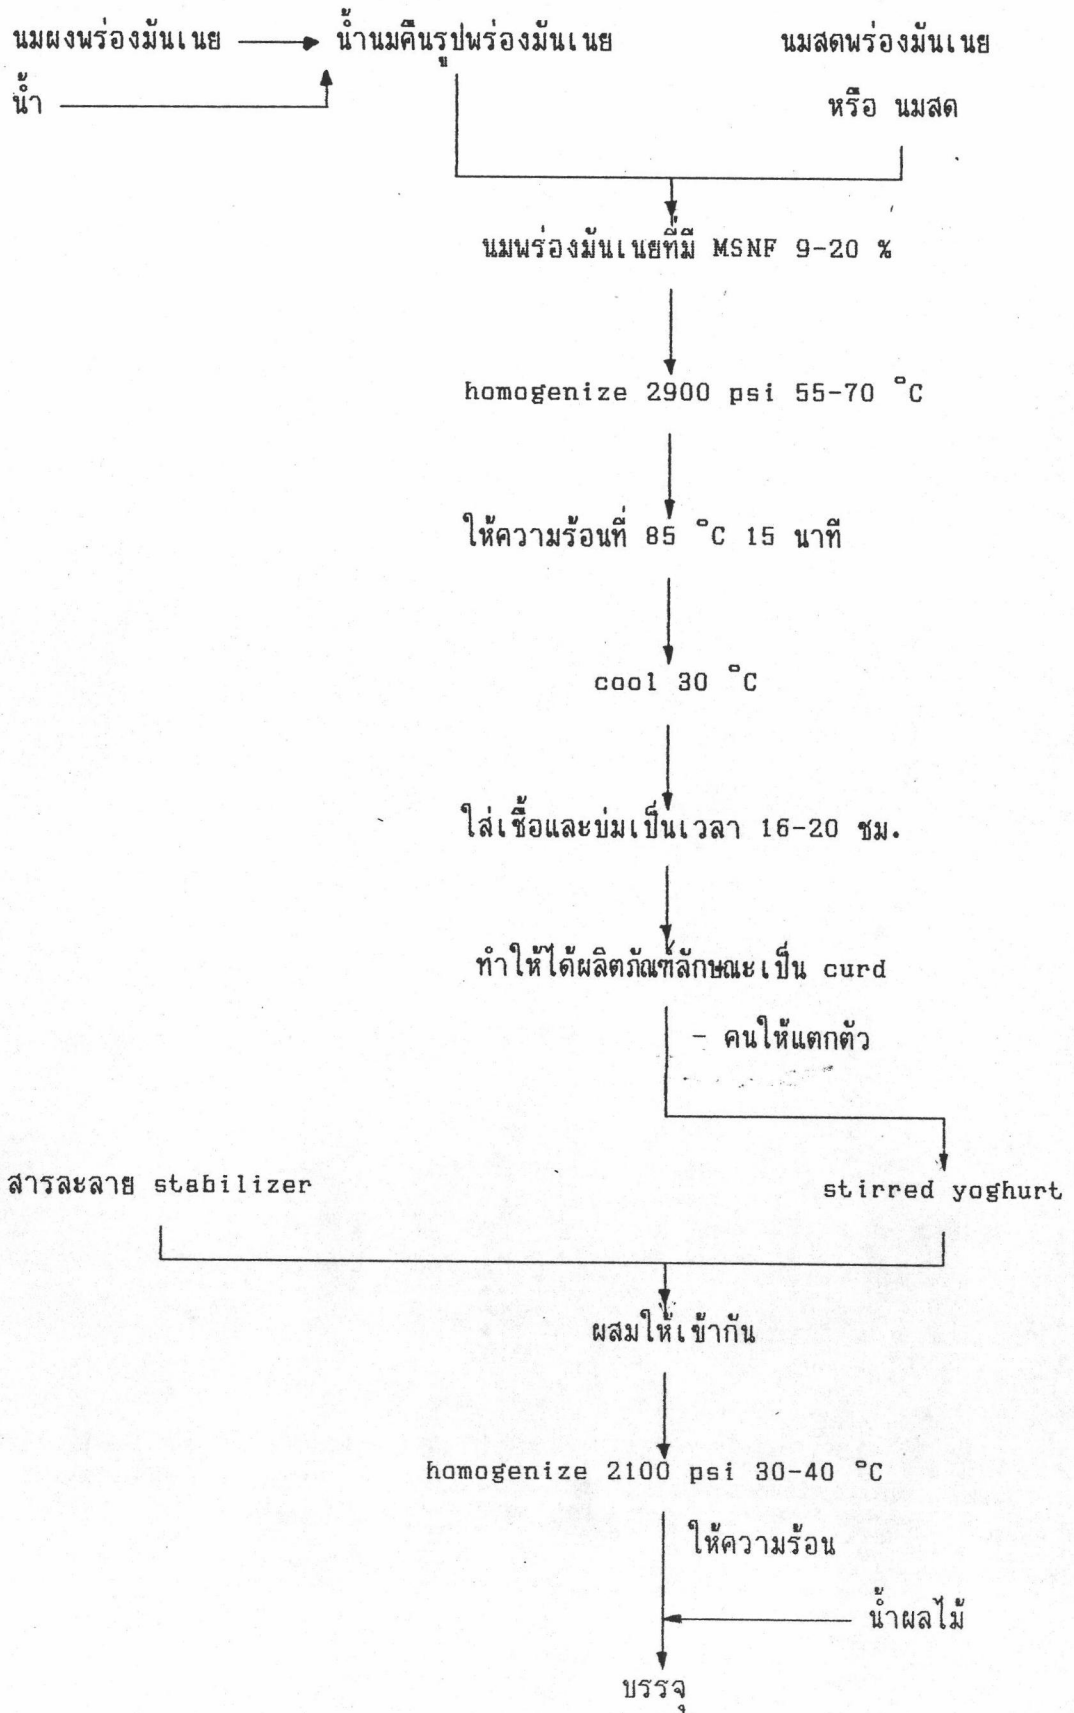 นมผงพร่องมันเนย น้ำนมคืนรูปพร่องมันเนย นมสดพร่องมันเนย
น้ำ หรือ นมสด
นมพร่องมันเนยที่มี MSNF 9-20 %
homogenize 2900 psi 55-70 °C
ให้ความร้อนที่ 85 °C 15 นาที
cool 30 °C
ใส่เชื้อและบ่มเป็นเวลา 16-20 ชม.
ทำให้ได้ผลิตภัณฑ์ลักษณะเป็น curd
- คนให้แตกตัว
สารละลาย stabilizer stirred yoghurt
ผสมให้เข้ากัน
homogenize 2100 psi 30-40 °C
ให้ความร้อน
น้ำผลไม้
บรรจุ